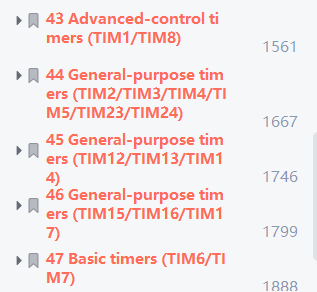 43 Advanced-control ti
mers (TIM1/TIM8)
1561
44 General-purpose tim
ers (TIM2/TIM3/TIM4/TI
M5/TIM23/TIM24)
1667
45 General-purpose tim
ers (TIM12/TIM13/TIM1
4)
1746
46 General-purpose tim
ers (TIM15/TIM16/TIM1
7)
1799
47 Basic timers (TIM6/TI
M7)
1888